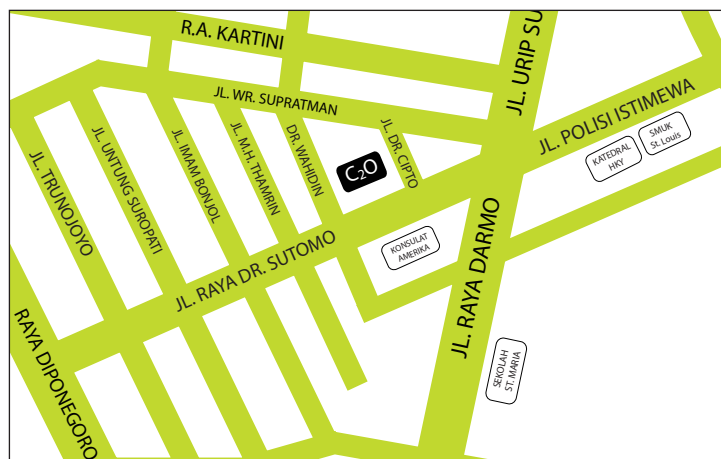 R.A. KARTINI
JL. URIP SU
JL. WR. SUPRATMAN
JL. POLISI ISTIMEWA
SMUK
St. Louis
KATEDRAL
HKY
JL. TRUNOJOYO
JL. UNTUNG SUROPATI
JL. IMAM BONJOL
JL. M.H. THAMRIN
DR. WAHIDIN
JL. DR. CIPTO
C₂O
KONSULAT
AMERIKA
JL. RAYA DR. SUTOMO
JL. RAYA DARMO
RAYA DIPONEGORO
SEKOLAH
ST. MARIA